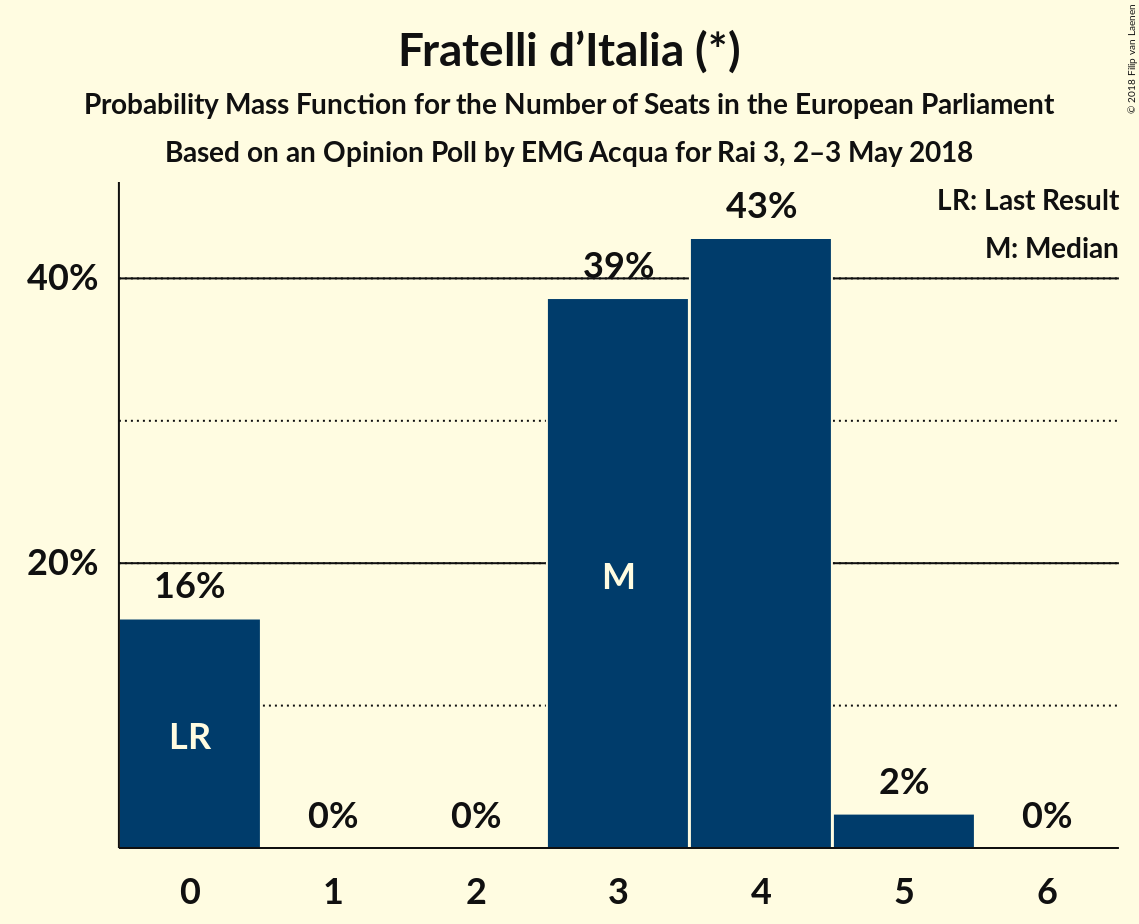 Fratelli d’Italia (*)
Probability Mass Function for the Number of Seats in the European Parliament
Based on an Opinion Poll by EMG Acqua for Rai 3, 2–3 May 2018
© 2018 Filip van Laenen
LR: Last Result
M: Median
43%
39%
40%
20%
16%
M
LR
0%
0%
2%
0%
0
1
2
3
4
5
6